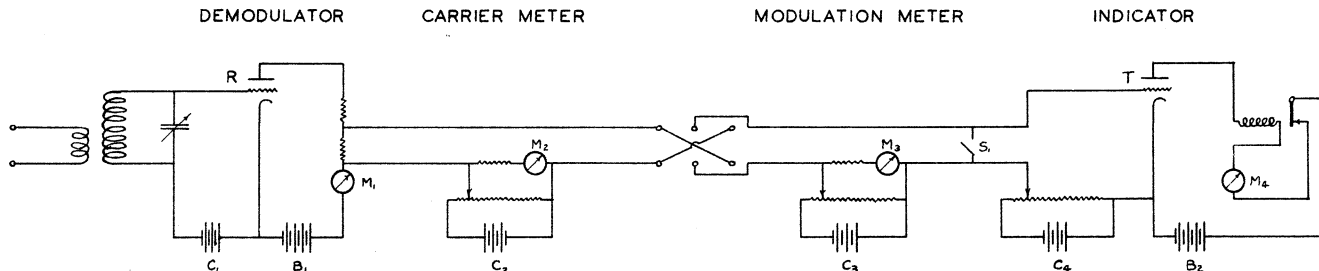 DEMODULATOR CARRIER METER MODULATION METER INDICATOR
R T
M₂ M₃ S₁
M₁ M₄
C₁ B₁ C₂ C₃ C₄ B₂